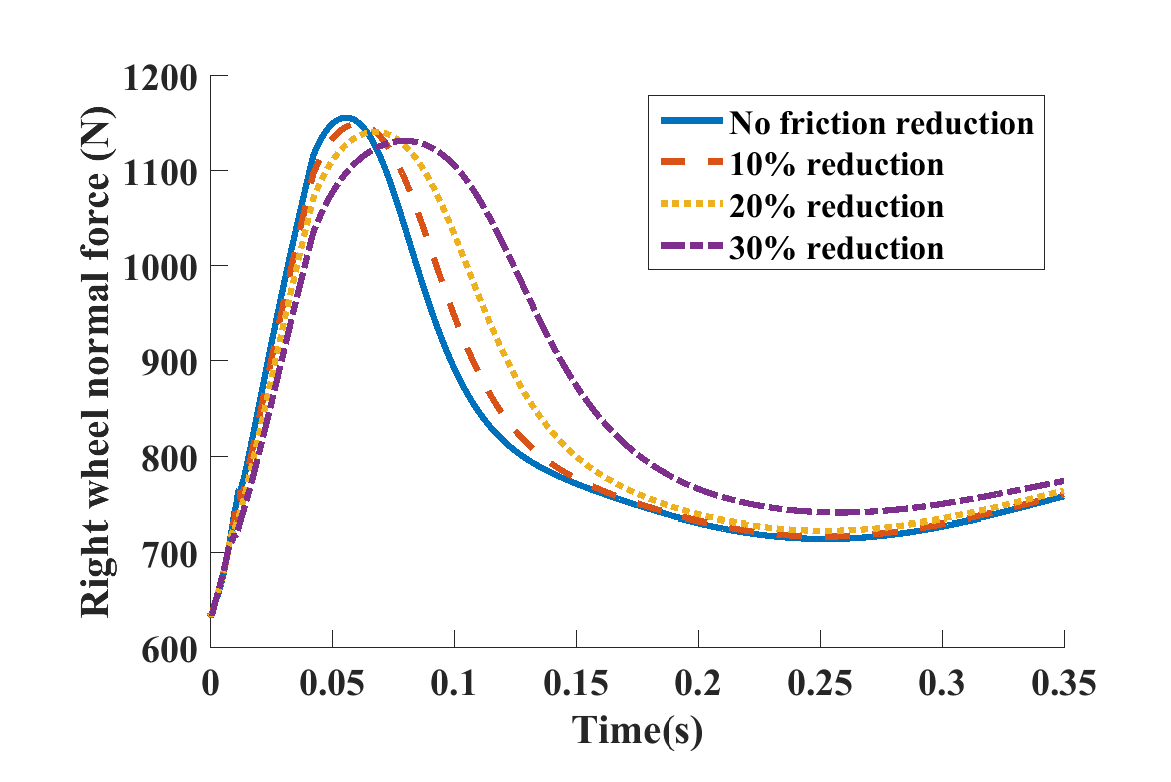 1200
1100
1000
900
800
700
600
Right wheel normal force (N)
No friction reduction
10% reduction
20% reduction
30% reduction
0 0.05 0.1 0.15 0.2 0.25 0.3 0.35
Time(s)